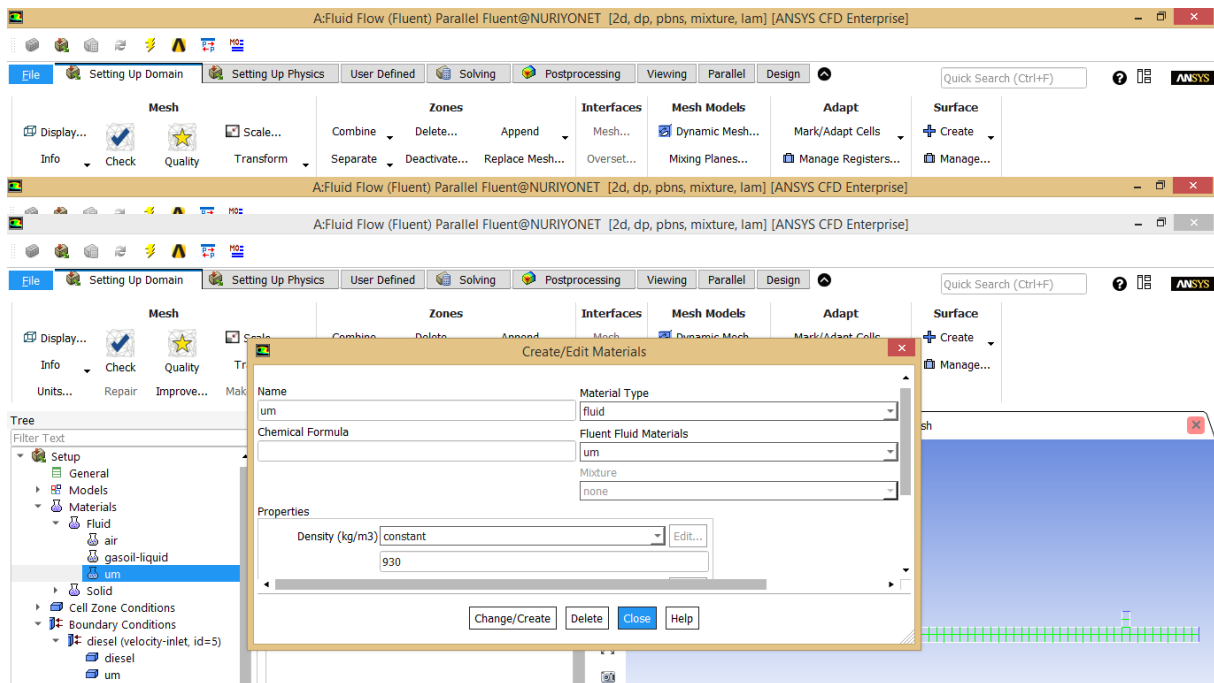 A:Fluid Flow (Fluent) Parallel Fluent@NURIYONET [2d, dp, pbns, mixture, lam] [ANSYS CFD Enterprise]
File Setting Up Domain Setting Up Physics User Defined Solving Postprocessing Viewing Parallel Design Quick Search (Ctrl+F) ANSYS
Mesh Zones Interfaces Mesh Models Adapt Surface
Display... Scale... Combine Delete... Append Mesh... Dynamic Mesh... Mark/Adapt Cells Create
Info Check Quality Transform Separate Deactivate... Replace Mesh... Overset... Mixing Planes... Manage Registers... Manage...
A:Fluid Flow (Fluent) Parallel Fluent@NURIYONET [2d, dp, pbns, mixture, lam] [ANSYS CFD Enterprise]
A:Fluid Flow (Fluent) Parallel Fluent@NURIYONET [2d, dp, pbns, mixture, lam] [ANSYS CFD Enterprise]
File Setting Up Domain Setting Up Physics User Defined Solving Postprocessing Viewing Parallel Design Quick Search (Ctrl+F) ANSYS
Mesh Zones Interfaces Mesh Models Adapt Surface
Display... Create
Info Check Quality Tr Manage...
Units... Repair Improve... Mak
Create/Edit Materials
Name
um
Material Type
fluid
Chemical Formula
Fluent Fluid Materials
um
Mixture
none
Properties
Density (kg/m3) constant Edit...
930
Change/Create Delete Close Help
Tree
Filter Text
Setup
General
Models
Materials
Fluid
air
gasoil-liquid
um
Solid
Cell Zone Conditions
Boundary Conditions
diesel (velocity-inlet, id=5)
diesel
um
sh